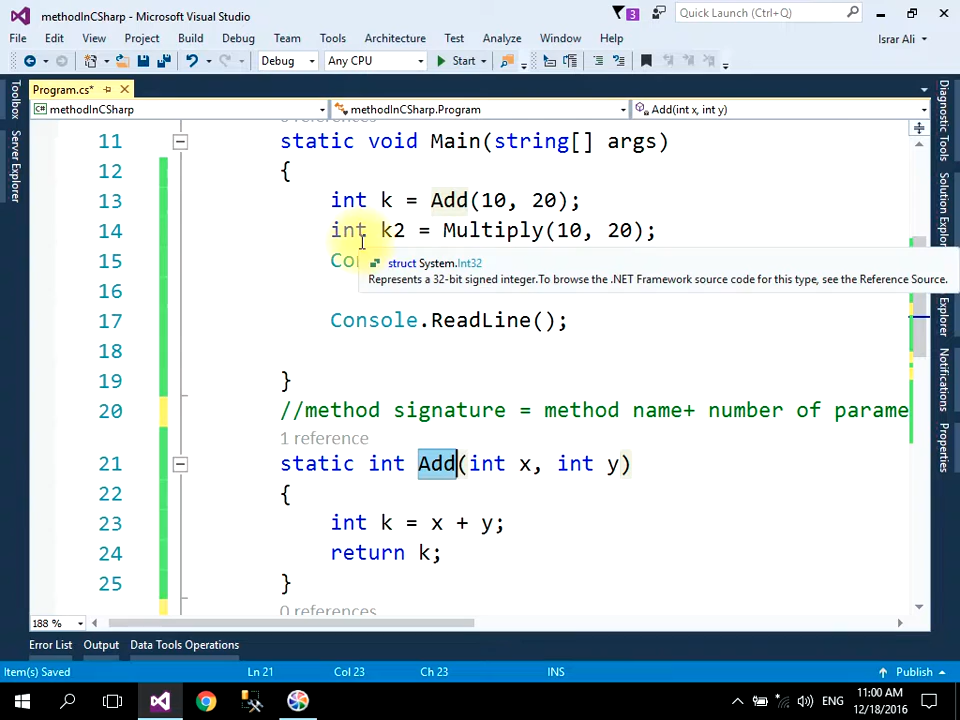 methodInCSharp - Microsoft Visual Studio
3
Quick Launch (Ctrl+Q)
File Edit View Project Build Debug Team Tools Architecture Test Analyze Window Help
Israr Ali
Debug Any CPU Start
Program.cs*
methodInCSharp methodInCSharp.Program Add(int x, int y)
Toolbox
Server Explorer
Diagnostic Tools
Solution Explorer
Explorer
Notifications
Properties
11 static void Main(string[] args)
12 {
13 int k = Add(10, 20);
14 int k2 = Multiply(10, 20);
15 Con
struct System.Int32
Represents a 32-bit signed integer.To browse the .NET Framework source code for this type, see the Reference Source.
16
17 Console.ReadLine();
18
19 }
20 //method signature = method name+ number of parame
1 reference
21 static int Add(int x, int y)
22 {
23 int k = x + y;
24 return k;
25 }
0 references
188 %
Error List Output Data Tools Operations
Item(s) Saved Ln 21 Col 23 Ch 23 INS Publish
ENG
11:00 AM
12/18/2016